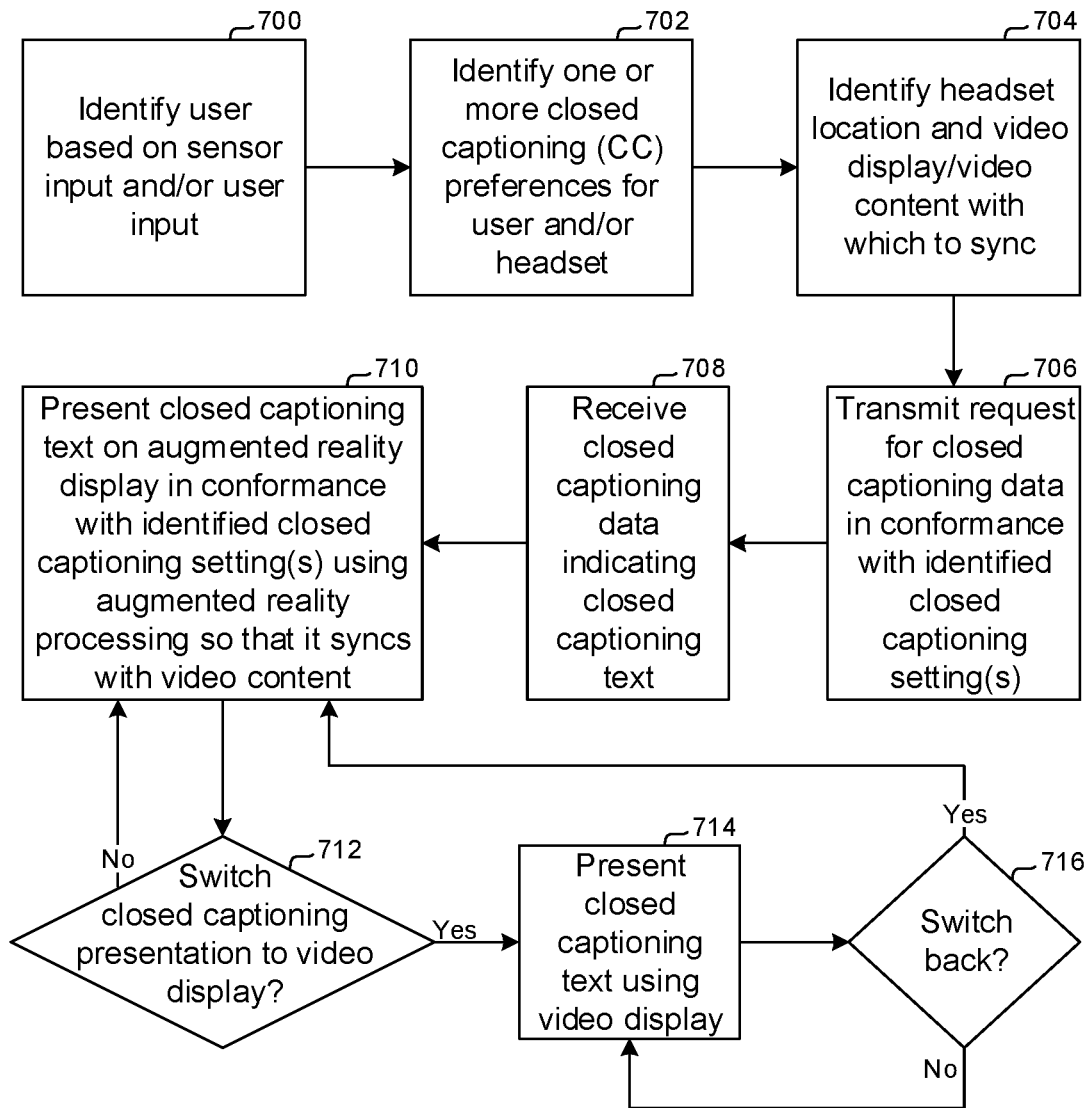 700
Identify user
based on sensor
input and/or user
input
702
Identify one or
more closed
captioning (CC)
preferences for
user and/or
headset
704
Identify headset
location and video
display/video
content with
which to sync
706
Transmit request
for closed
captioning data
in conformance
with identified
closed
captioning
setting(s)
708
Receive
closed
captioning
data
indicating
closed
captioning
text
710
Present closed captioning
text on augmented reality
display in conformance
with identified closed
captioning setting(s) using
augmented reality
processing so that it syncs
with video content
712
Switch
closed captioning
presentation to video
display?
No
Yes
714
Present
closed
captioning
text using
video display
716
Switch
back?
Yes
No